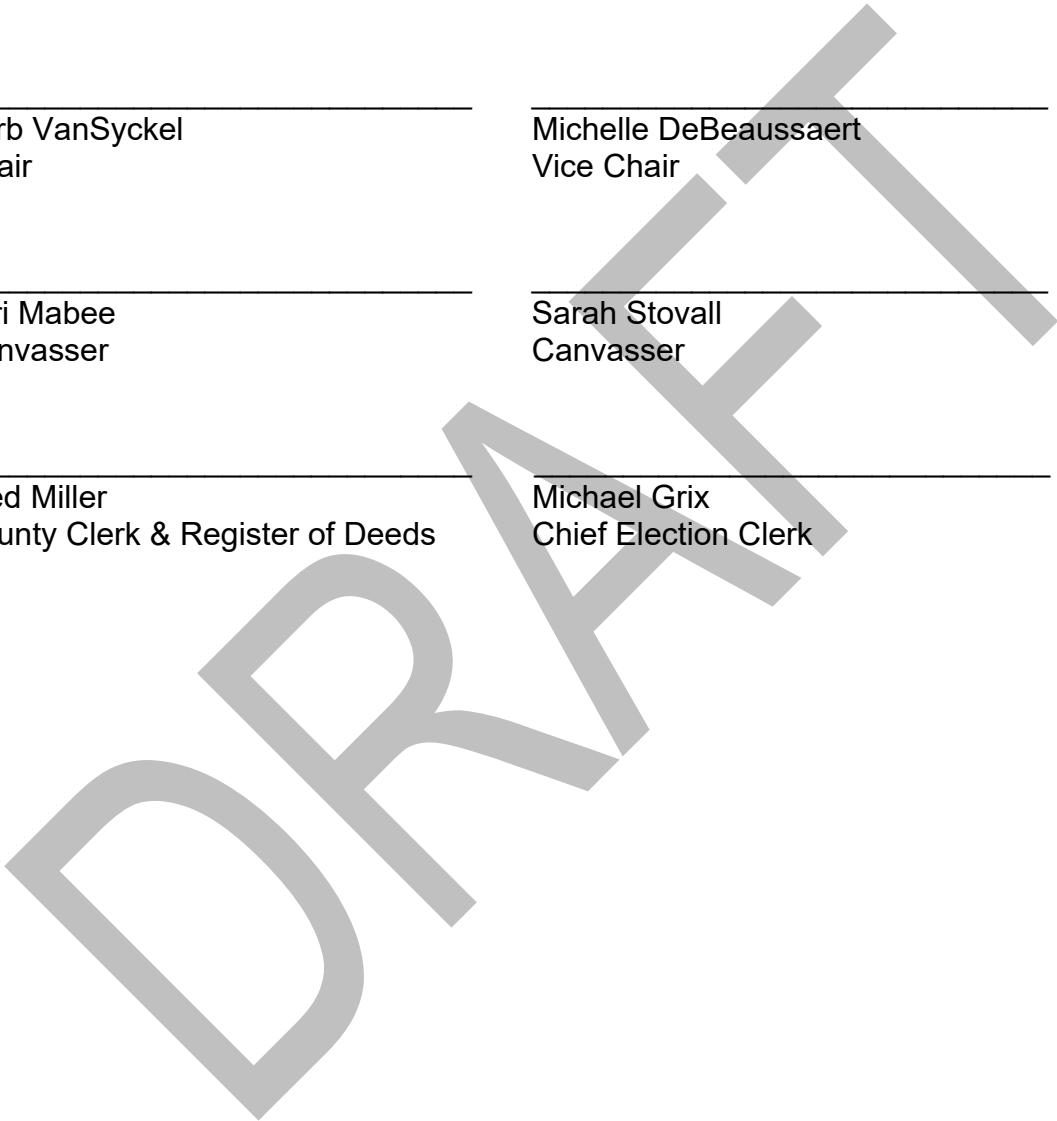 rb VanSyckel
air
Michelle DeBeaussaert
Vice Chair
ri Mabee
nvasser
Sarah Stovall
Canvasser
ed Miller
unty Clerk & Register of Deeds
Michael Grix
Chief Election Clerk
DRAFT